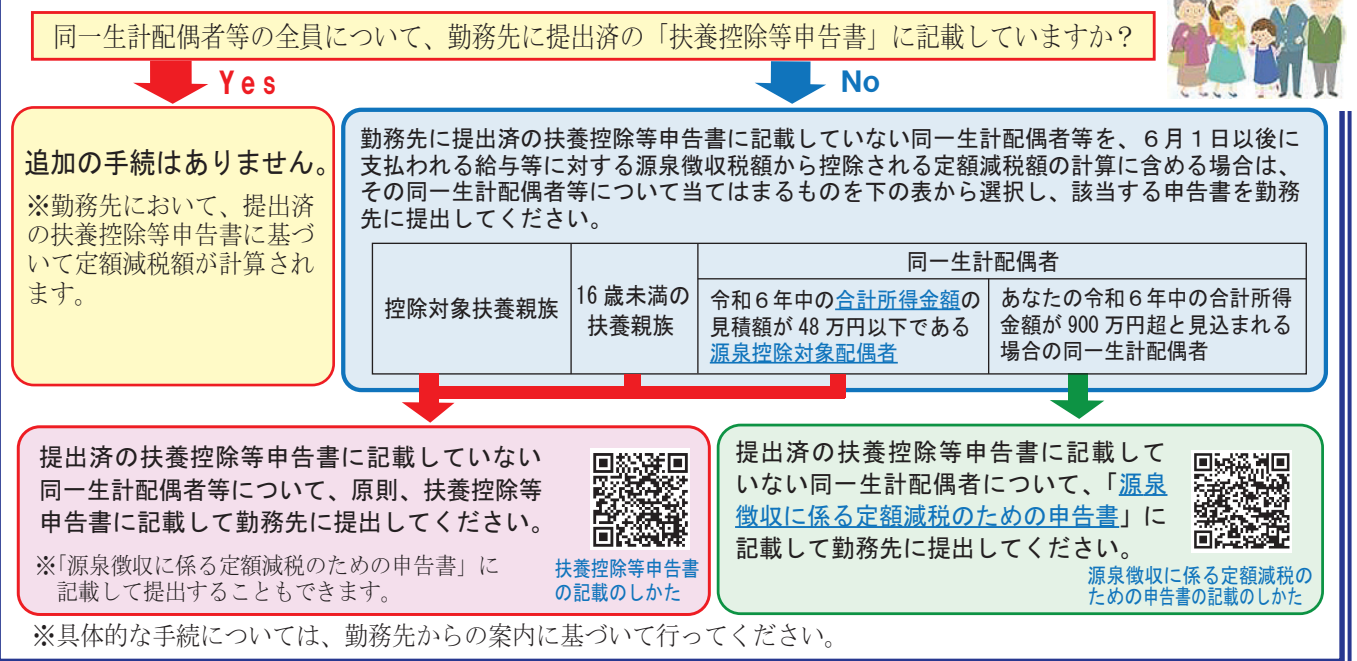 同一生計配偶者等の全員について、勤務先に提出済の「扶養控除等申告書」に記載していますか？
Yes
No
追加の手続はありません。
※勤務先において、提出済
の扶養控除等申告書に基づ
いて定額減税額が計算され
ます。
勤務先に提出済の扶養控除等申告書に記載していない同一生計配偶者等を、６月１日以後に
支払われる給与等に対する源泉徴収税額から控除される定額減税額の計算に含める場合は、
その同一生計配偶者等について当てはまるものを下の表から選択し、該当する申告書を勤務
先に提出してください。
控除対象扶養親族
16 歳未満の
扶養親族
同一生計配偶者
令和６年中の合計所得金額の
見積額が 48 万円以下である
源泉控除対象配偶者
あなたの令和６年中の合計所得
金額が 900 万円超と見込まれる
場合の同一生計配偶者
提出済の扶養控除等申告書に記載していない
同一生計配偶者等について、原則、扶養控除等
申告書に記載して勤務先に提出してください。
※「源泉徴収に係る定額減税のための申告書」に
記載して提出することもできます。
扶養控除等申告書
の記載のしかた
提出済の扶養控除等申告書に記載して
いない同一生計配偶者について、「源泉
徴収に係る定額減税のための申告書」に
記載して勤務先に提出してください。
源泉徴収に係る定額減税の
ための申告書の記載のしかた
※具体的な手続については、勤務先からの案内に基づいて行ってください。